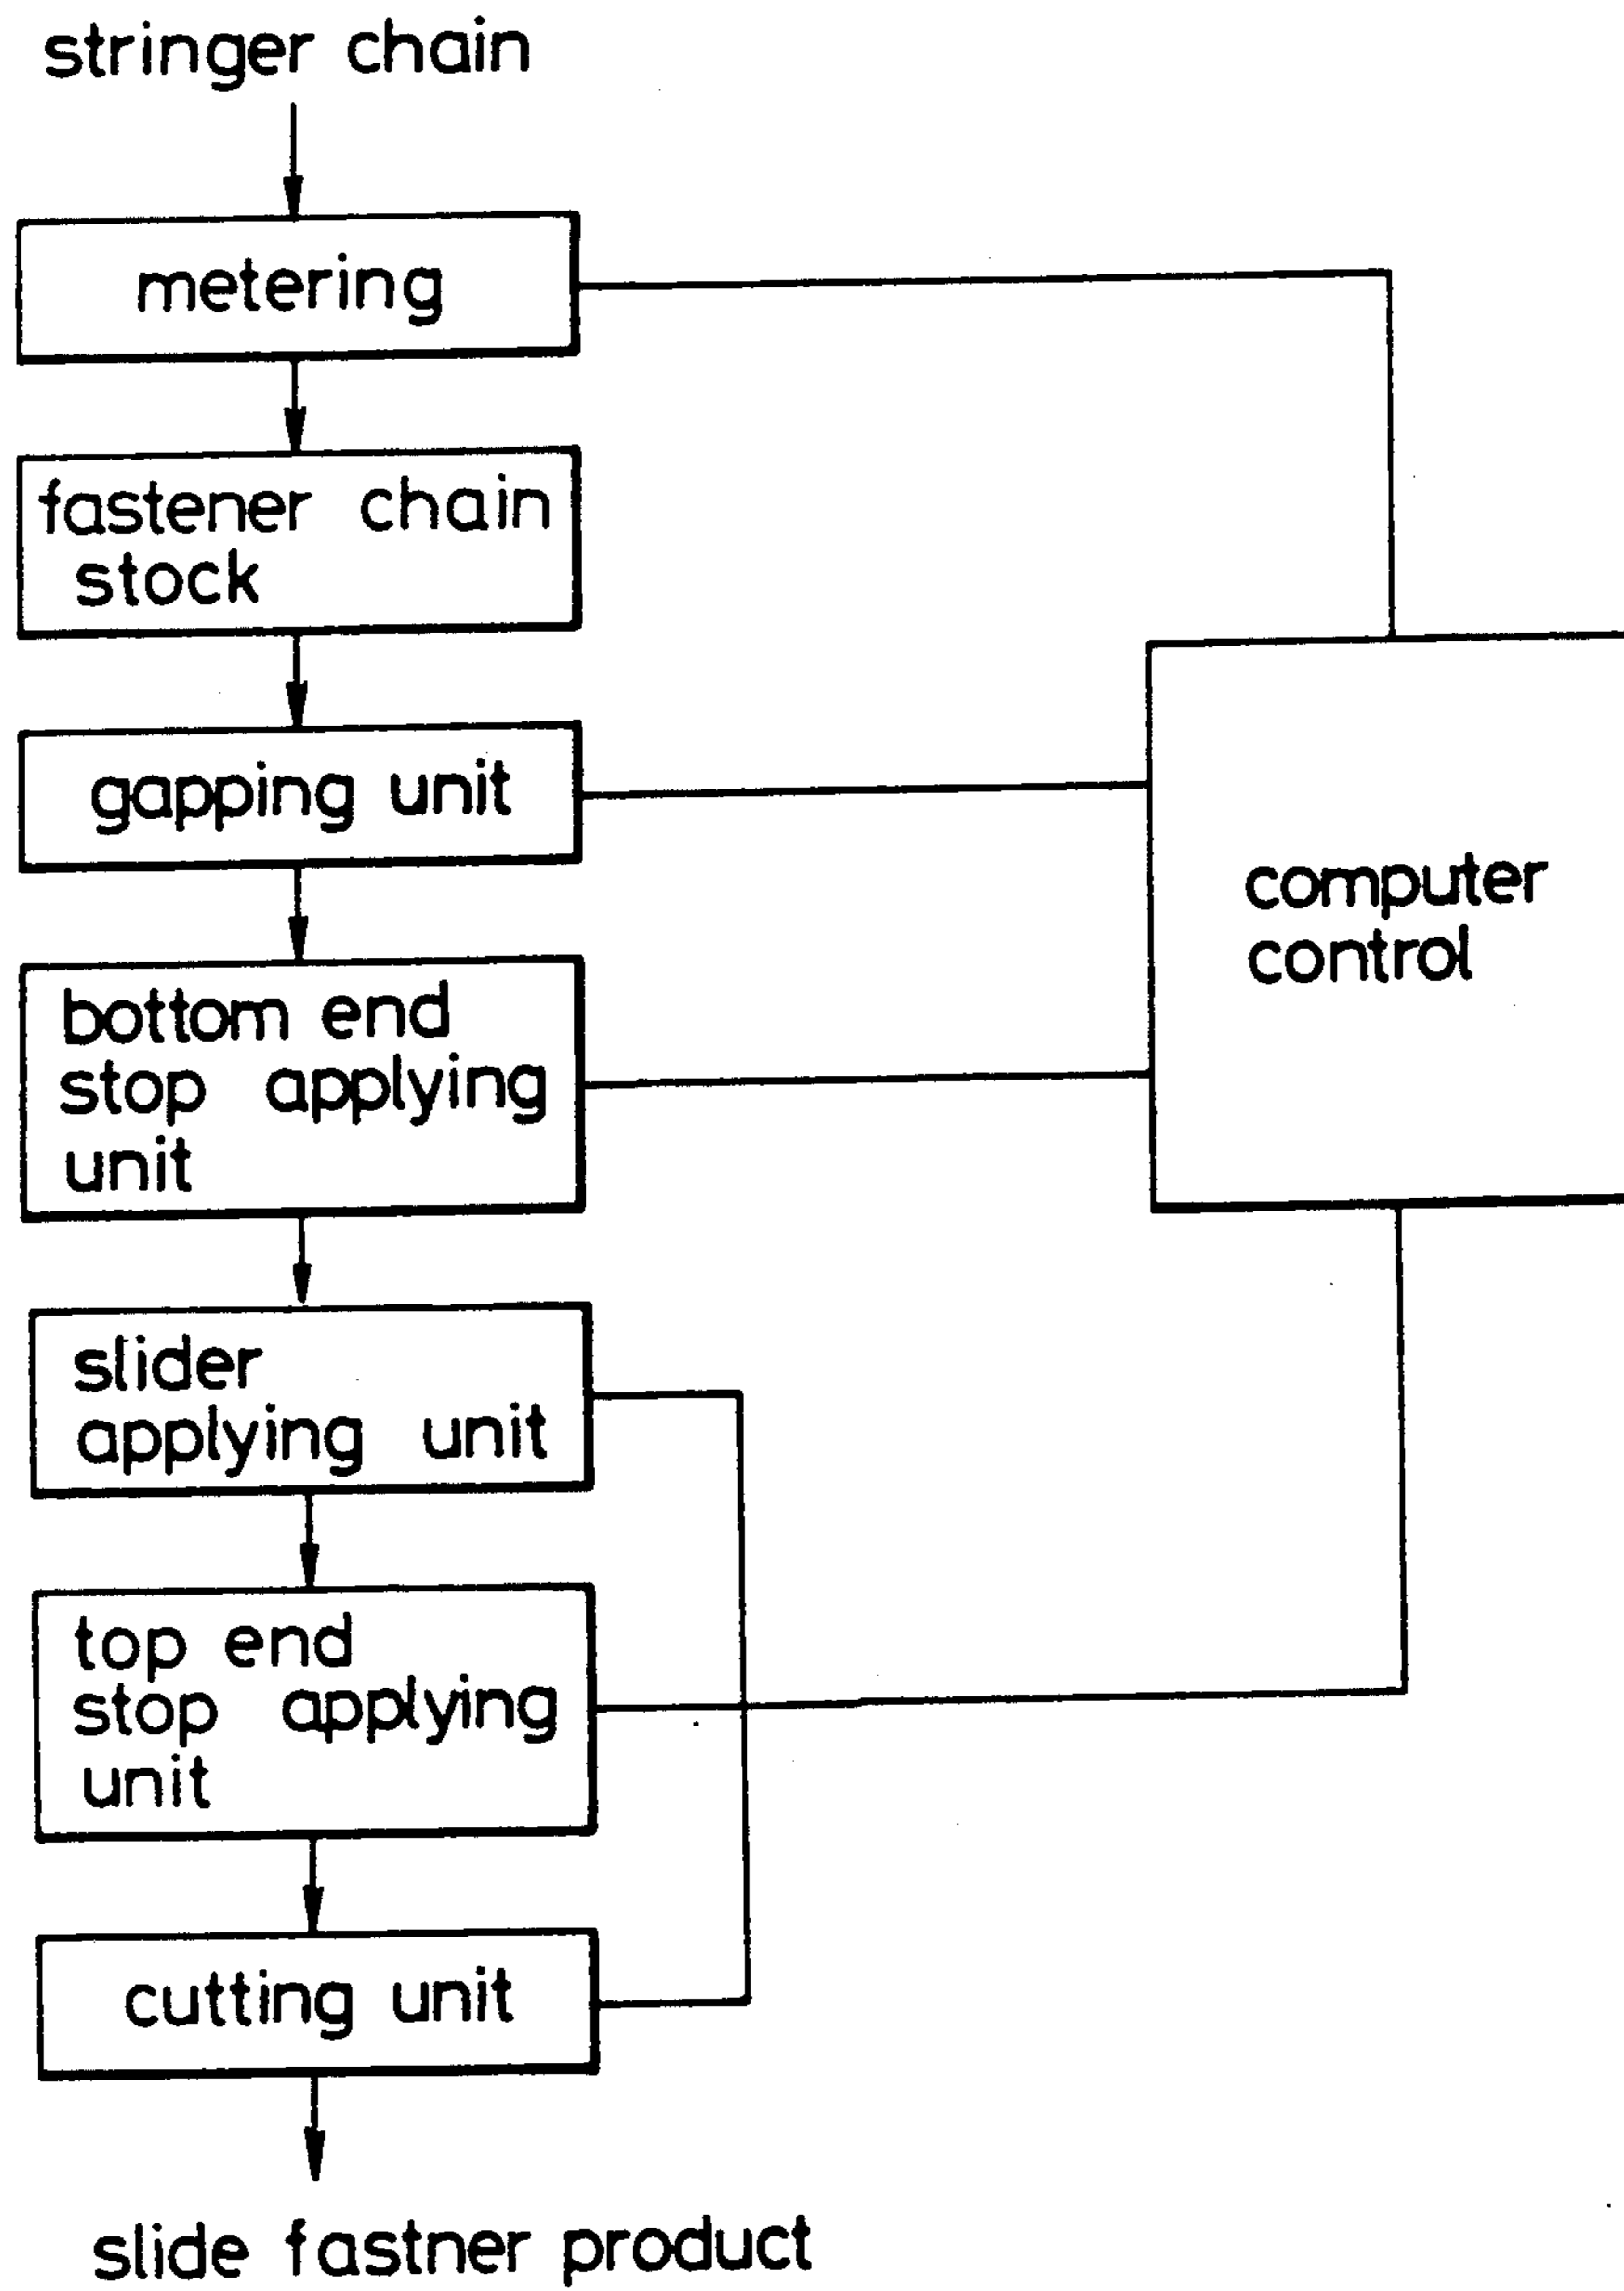 stringer chain
metering
fastener chain
stock
gapping unit
bottom end
stop applying
unit
computer
control
slider
applying unit
top end
stop applying
unit
cutting unit
slide fastner product